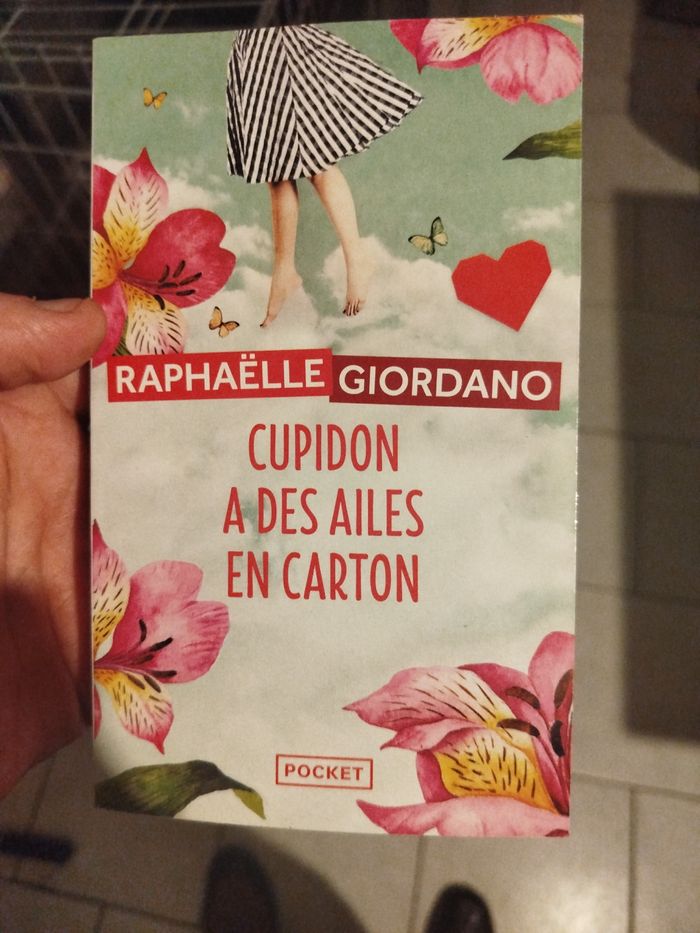 RAPHAËLLE GIORDANO
CUPIDON
A DES AILES
EN CARTON
POCKET